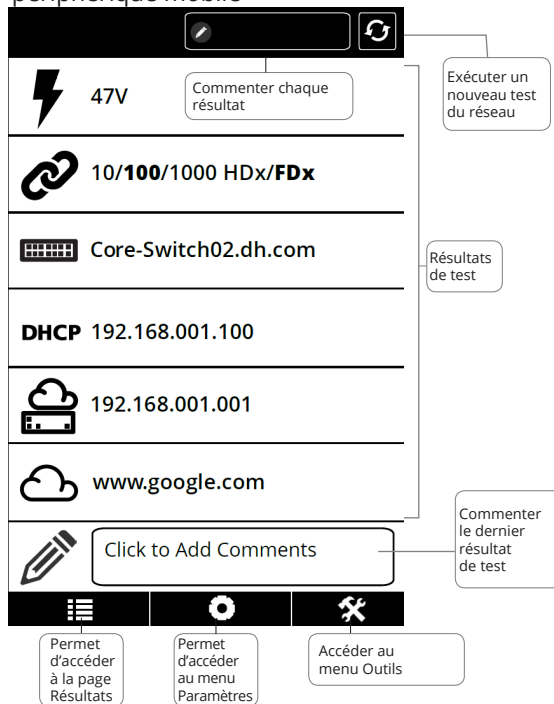 périphérique mobile
Commenter chaque
résultat
Exécuter un
nouveau test
du réseau
47V
10/100/1000 HDx/FDx
Core-Switch02.dh.com
Résultats
de test
DHCP 192.168.001.100
192.168.001.001
www.google.com
Commenter
le dernier
résultat
de test
Click to Add Comments
Permet
d'accéder
à la page
Résultats
Permet
d'accéder
au menu
Paramètres
Accéder au
menu Outils